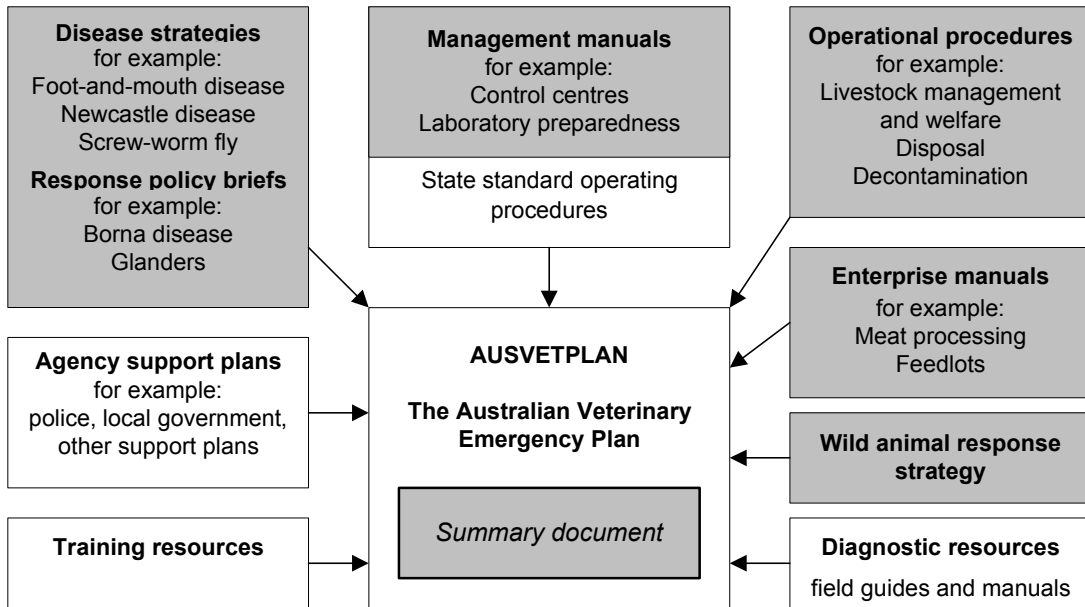 Disease strategies
for example:
Foot-and-mouth disease
Newcastle disease
Screw-worm fly
Response policy briefs
for example:
Borna disease
Glanders
Management manuals
for example:
Control centres
Laboratory preparedness
State standard operating
procedures
Operational procedures
for example:
Livestock management
and welfare
Disposal
Decontamination
Enterprise manuals
for example:
Meat processing
Feedlots
Agency support plans
for example:
police, local government,
other support plans
AUSVETPLAN
The Australian Veterinary
Emergency Plan
Summary document
Wild animal response
strategy
Training resources
Diagnostic resources
field guides and manuals